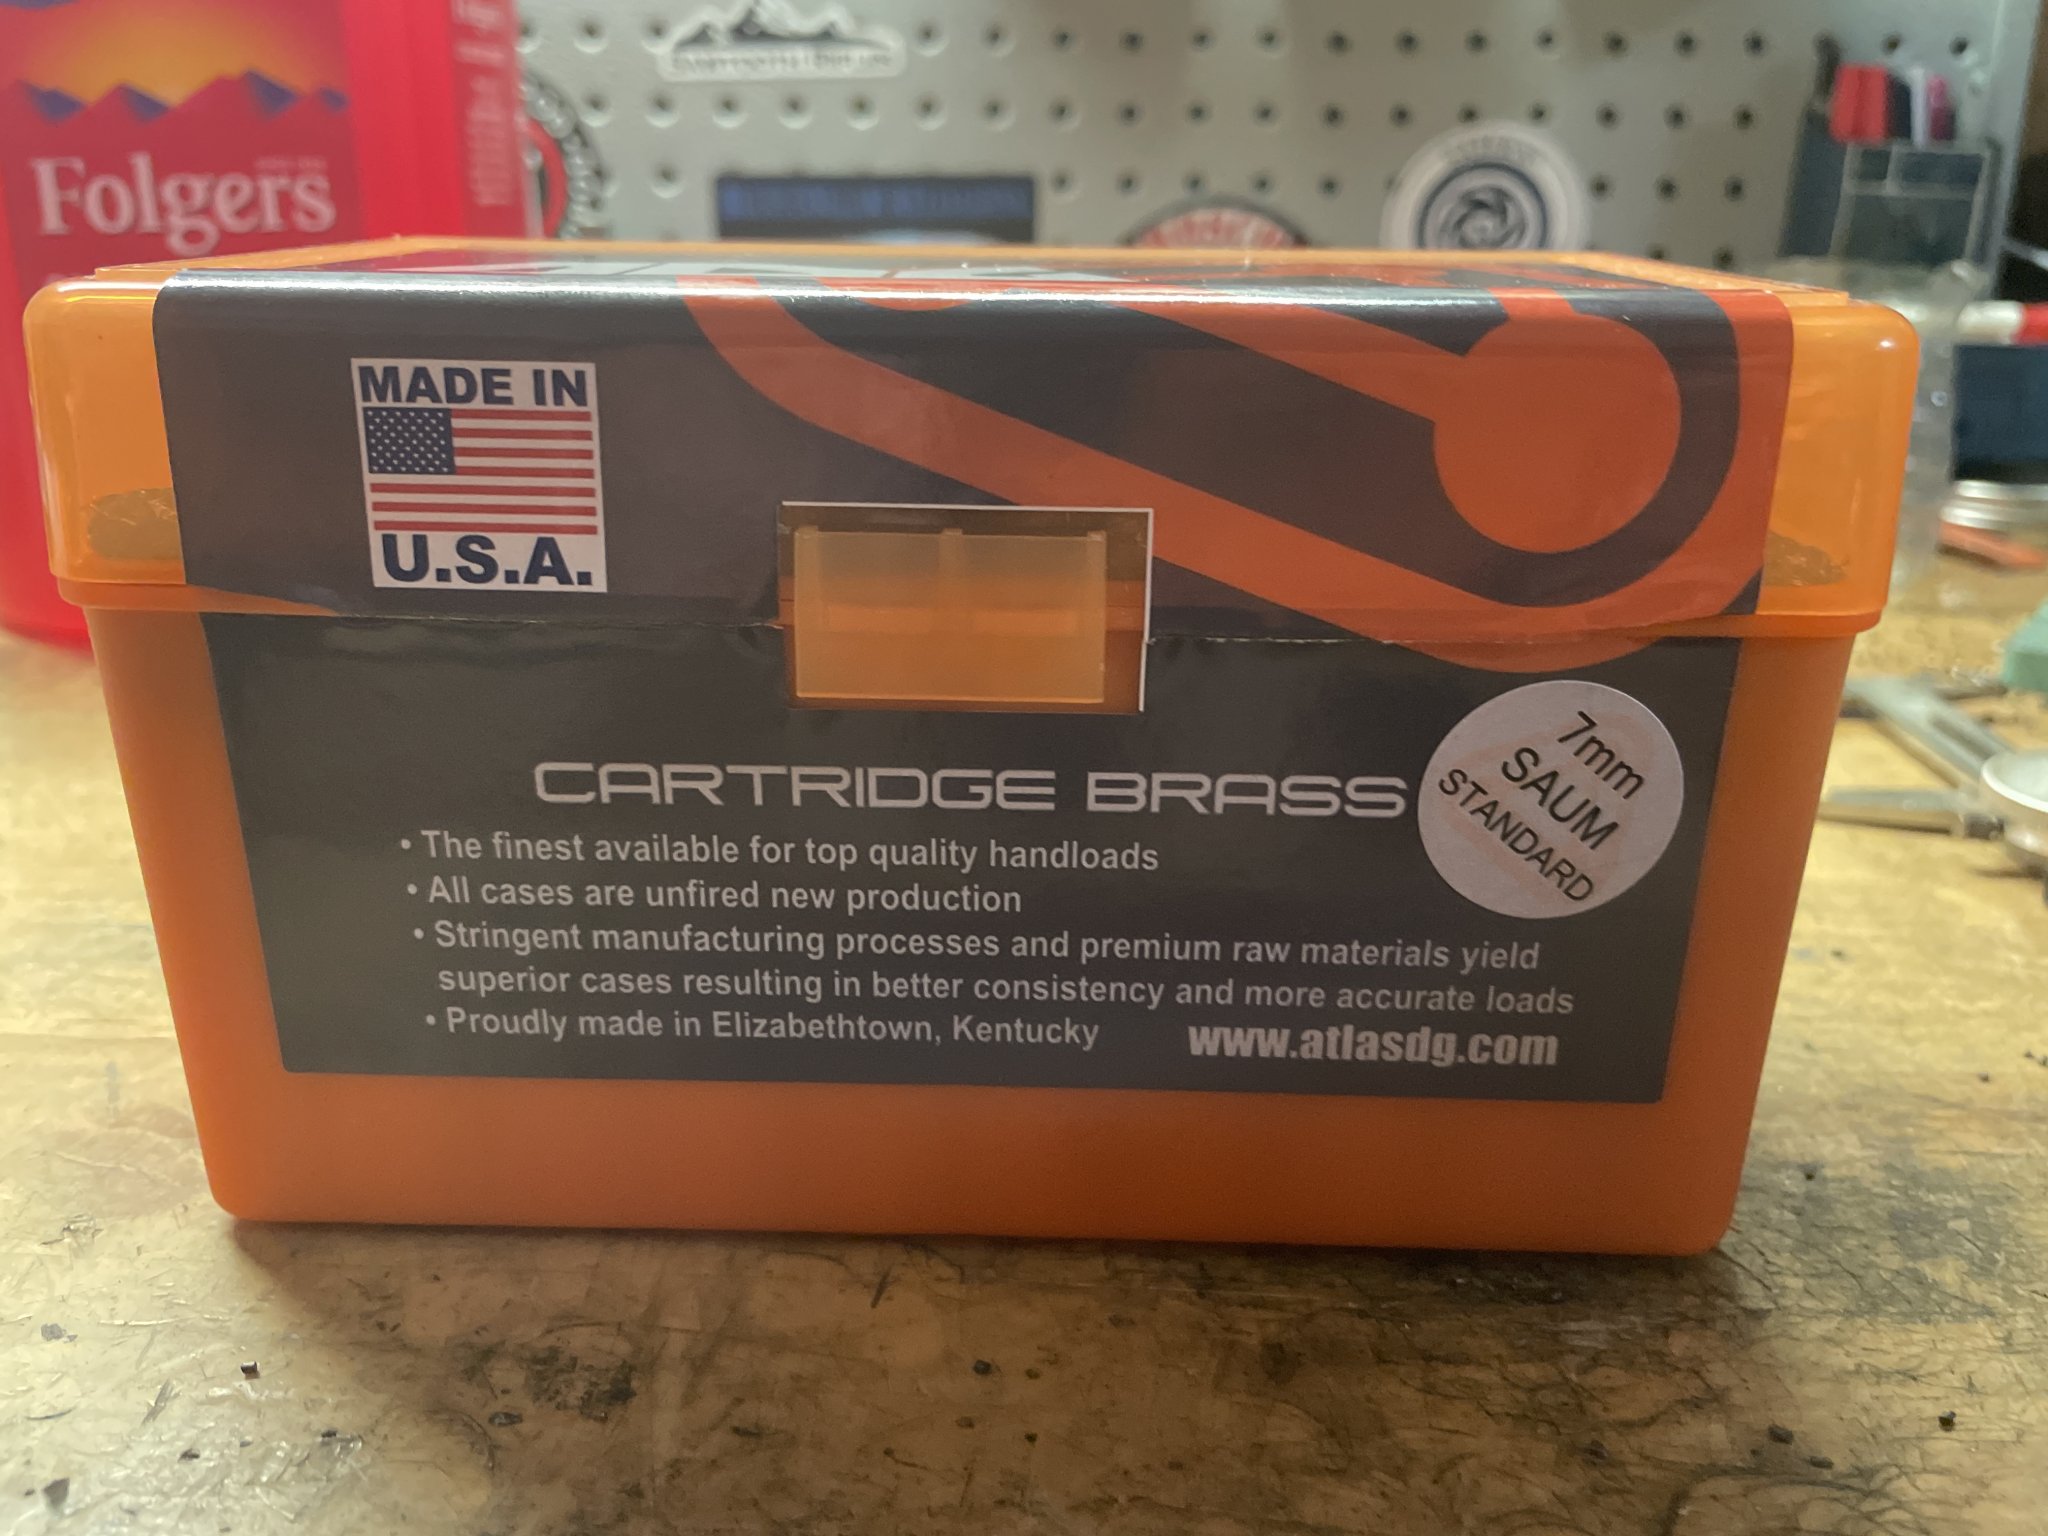 Folgers
MADE IN
U.S.A.
CARTRIDGE BRASS
7mm
SAUM
STANDARD
• The finest available for top quality handloads
• All cases are unfired new production
• Stringent manufacturing processes and premium raw materials yield
superior cases resulting in better consistency and more accurate loads
• Proudly made in Elizabethtown, Kentucky
www.atlasdg.com